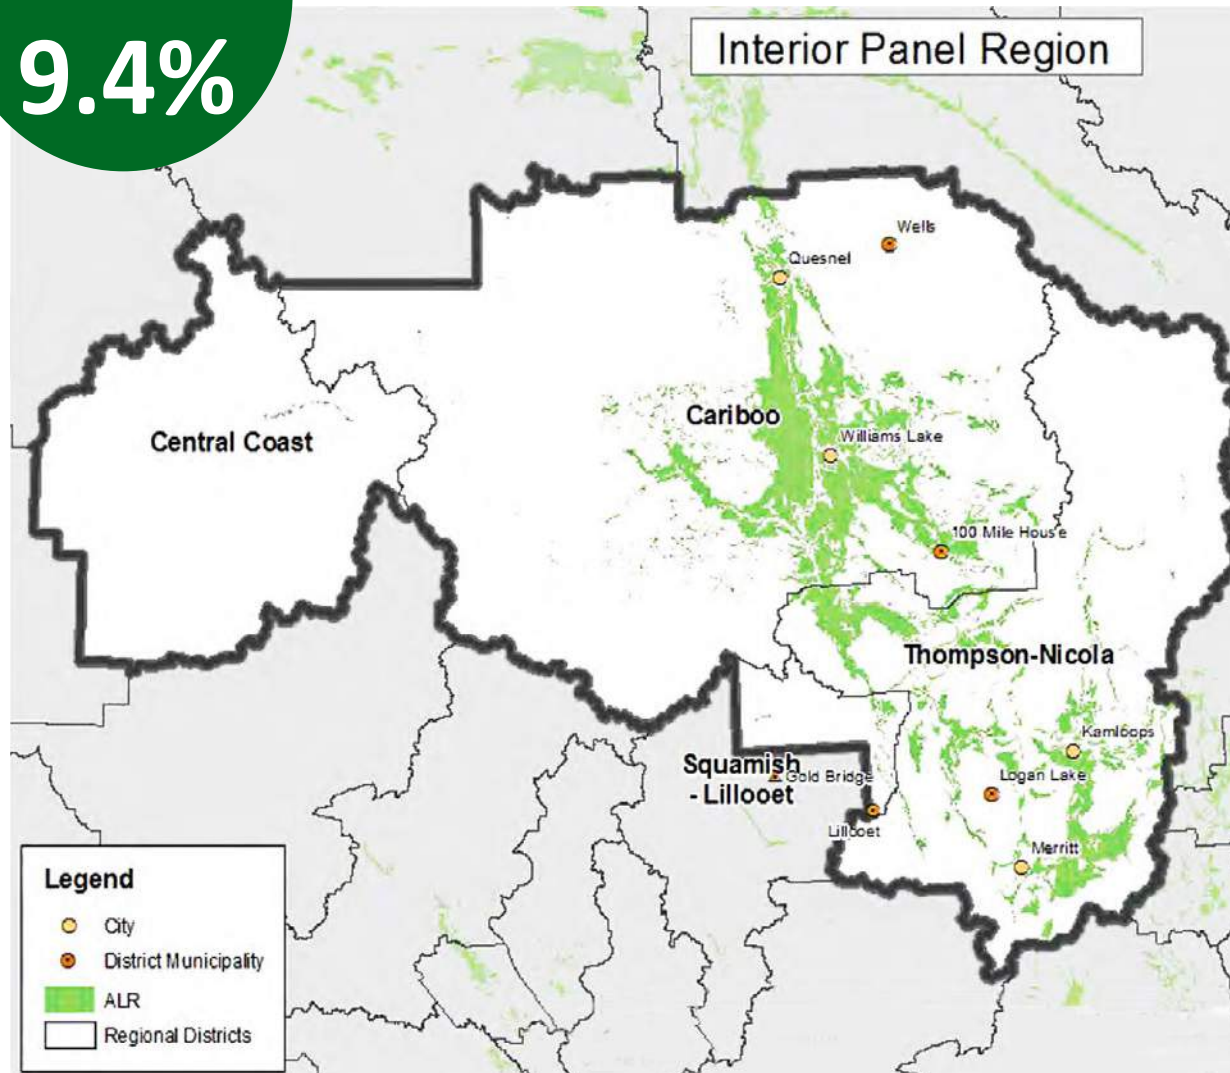 9.4%
Interior Panel Region
Wells
Quesnel
Cariboo
Central Coast
Williams Lake
100 Mile House
Thompson-Nicola
Kamloops
Squamish
- Lillooet
Gold Bridge
Logan Lake
Lillooet
Merritt
Legend
City
District Municipality
ALR
Regional Districts